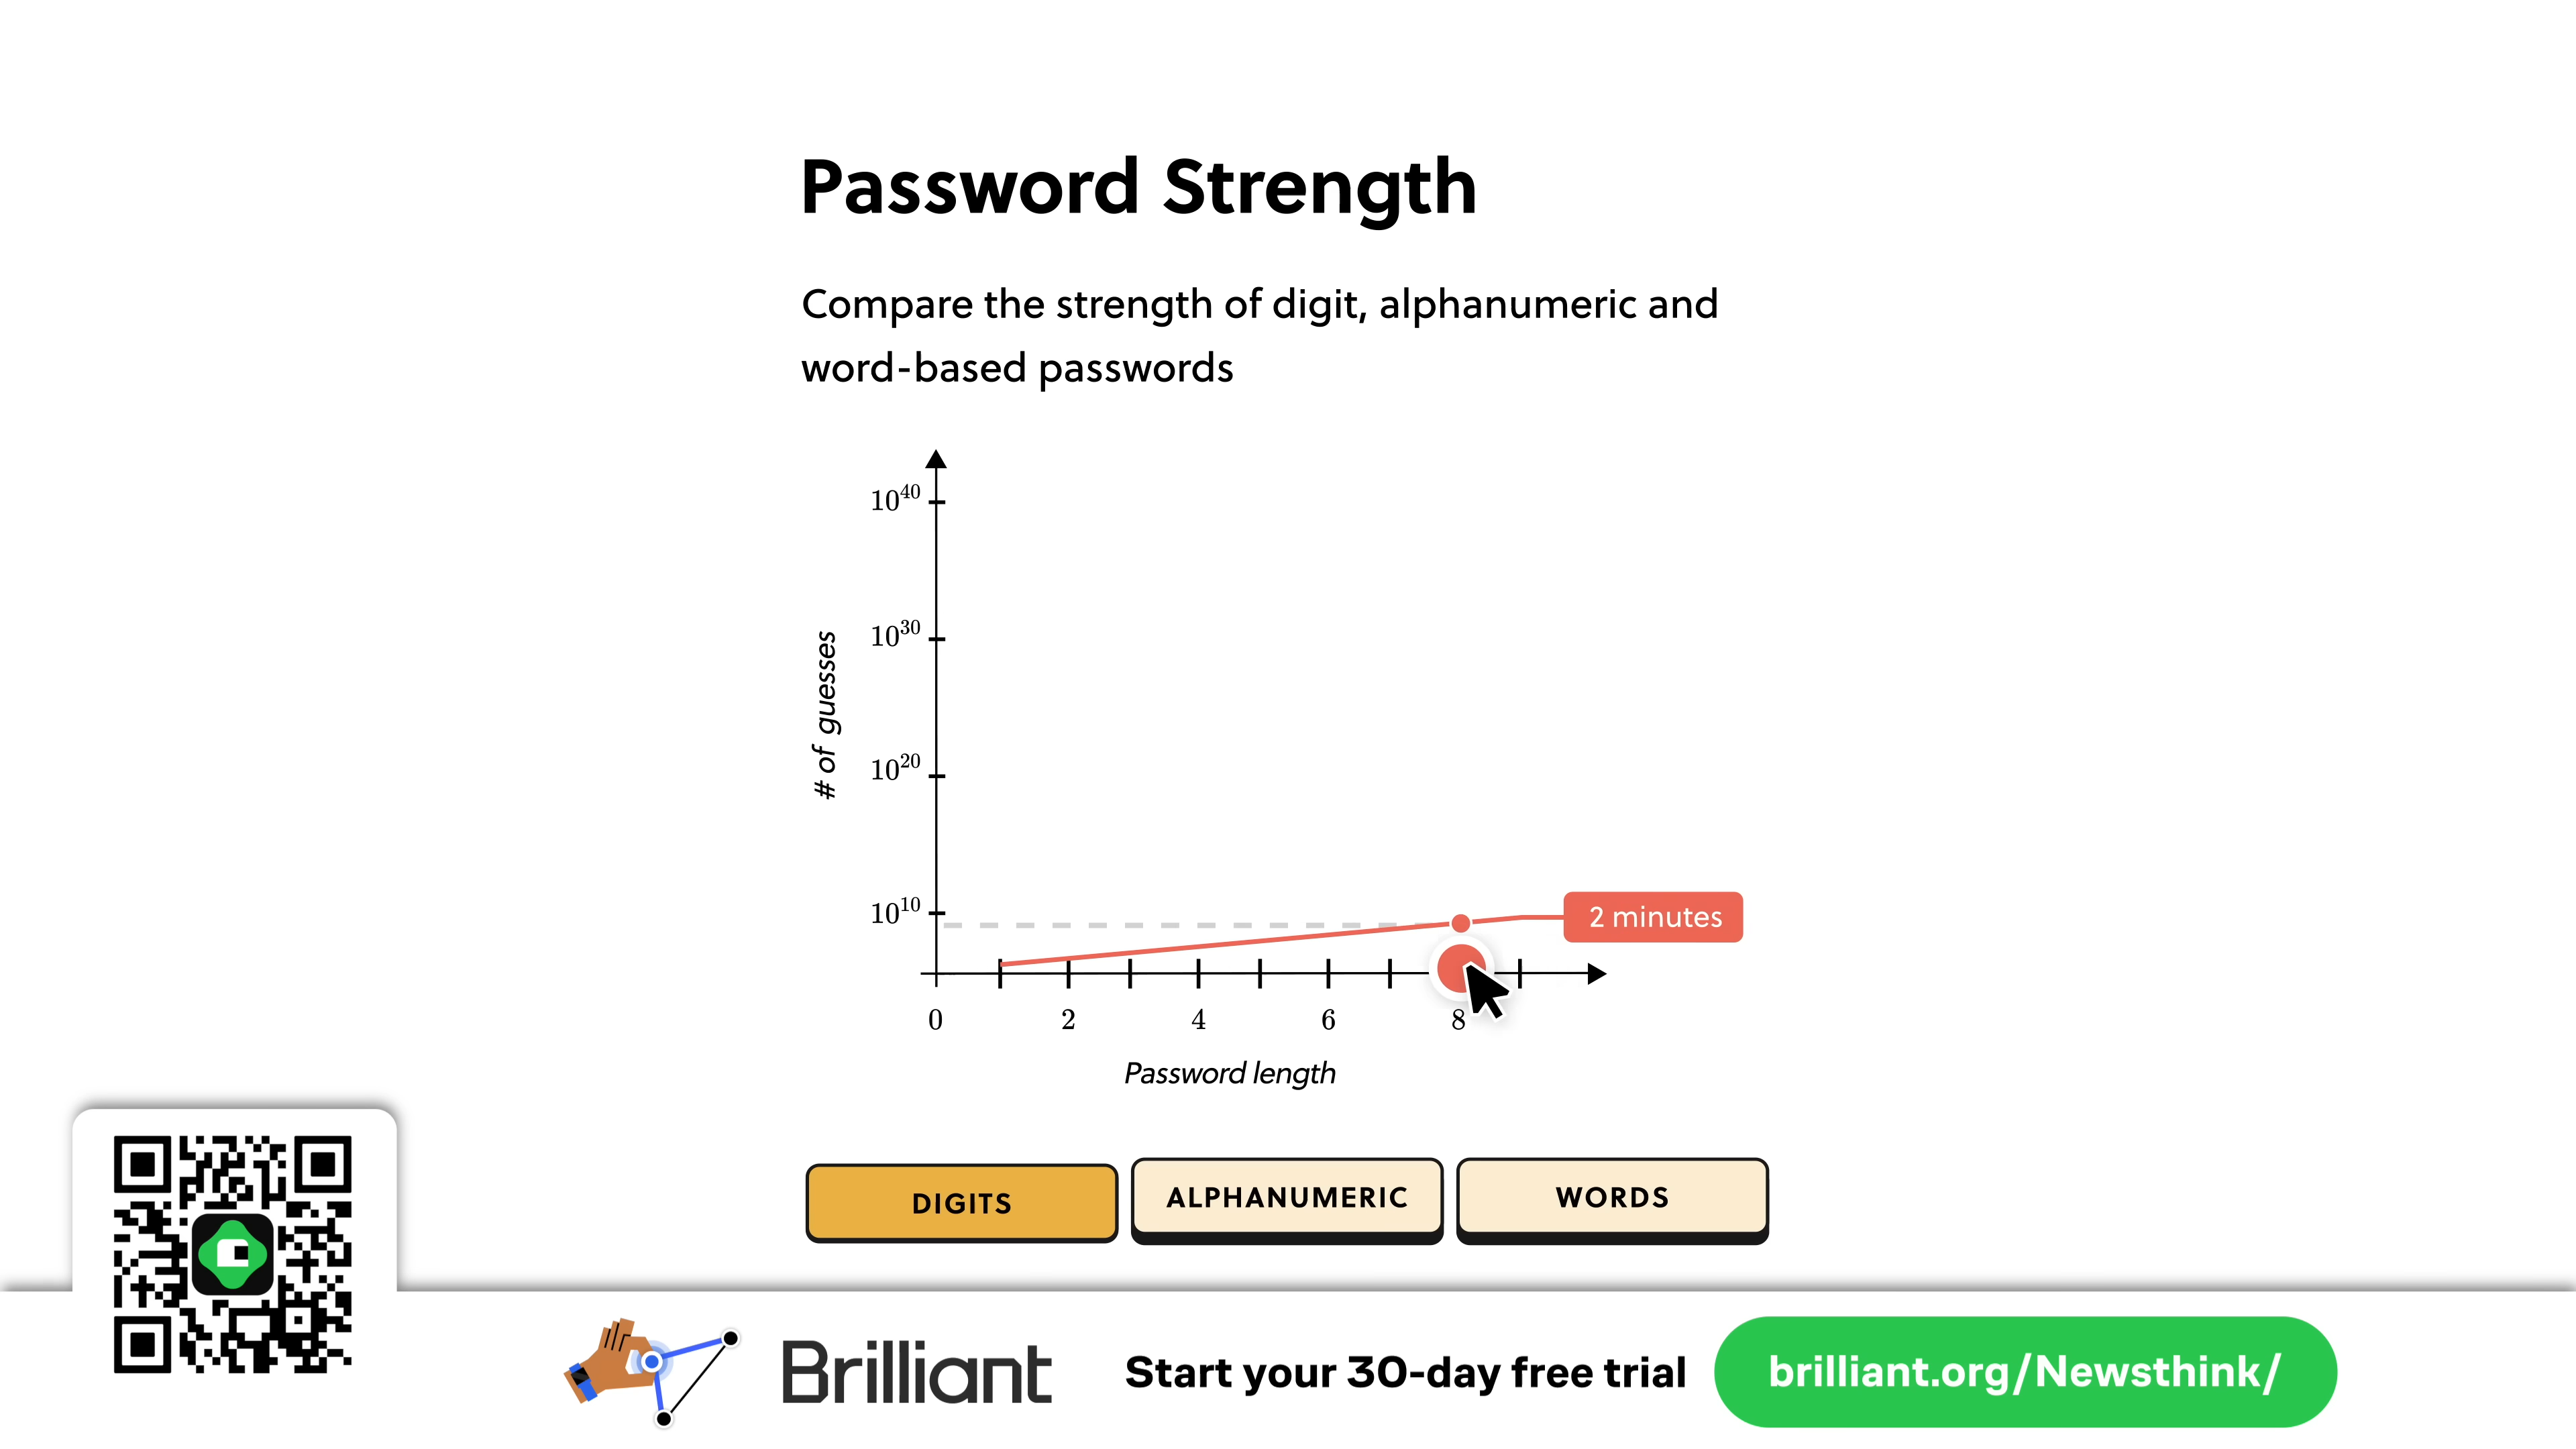 Password Strength
Compare the strength of digit, alphanumeric and
word-based passwords
10^40
10^30
10^20
10^10
# of guesses
2 minutes
0 2 4 6 8
Password length
DIGITS ALPHANUMERIC WORDS
Brilliant Start your 30-day free trial brilliant.org/Newsthink/